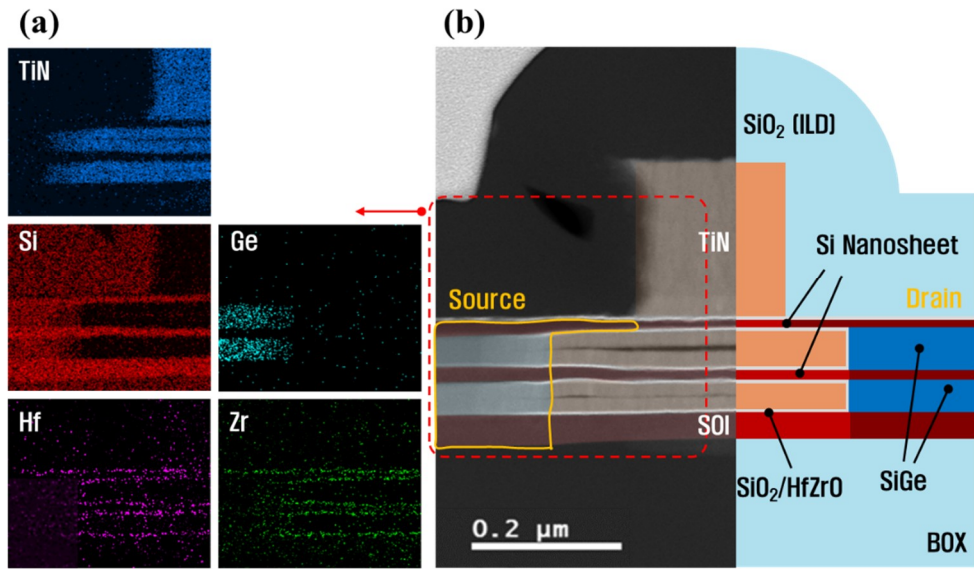 (a)
(b)
TiN
Si
Ge
Hf
Zr
SiO₂ (ILD)
TiN
Si Nanosheet
Source
Drain
SOI
SiO₂/HfZrO
SiGe
0.2 μm
BOX